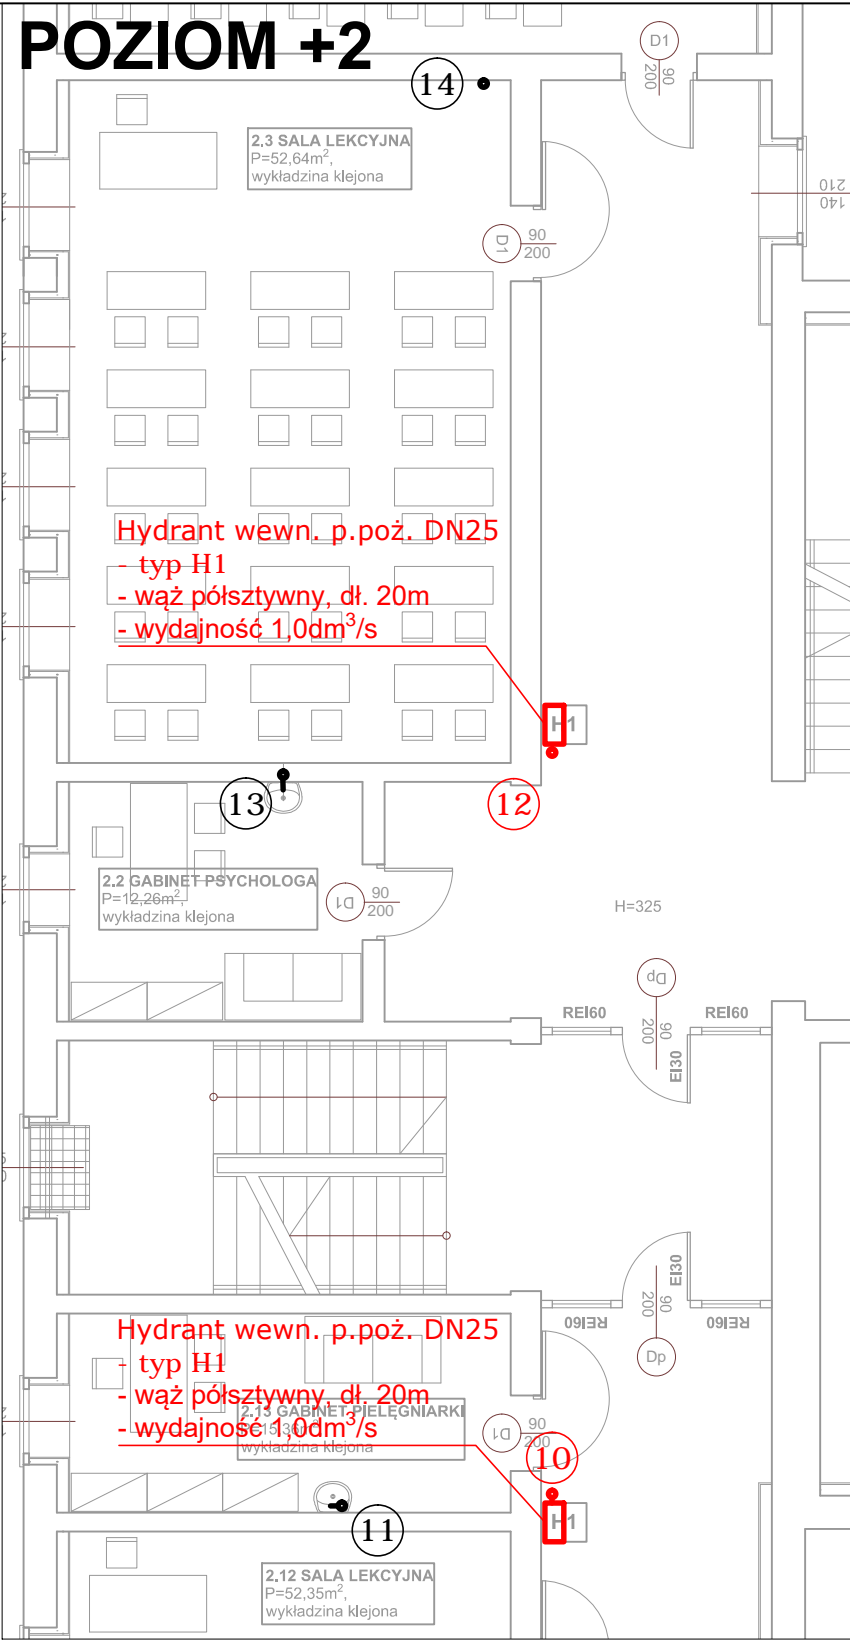 POZIOM +2
14
D1
90
200
2.3 SALA LEKCYJNA
P=52,64m²,
wykładzina klejona
210
140
D1
90
200
Hydrant wewn. p.poż. DN25
- typ H1
- wąż półsztywny, dł. 20m
- wydajność 1,0dm³/s
H1
13
12
2.2 GABINET PSYCHOLOGA
P=12,26m²,
wykładzina klejona
D1
90
200
H=325
Dp
90
200
REI60
REI60
EI30
EI30
90
200
REI60
REI60
Dp
Hydrant wewn. p.poż. DN25
- typ H1
- wąż półsztywny, dł. 20m
- wydajność 1,0dm³/s
2.13 GABINET PIELĘGNIARKI
P=15,36m²
wykładzina klejona
D1
90
200
10
H1
11
2.12 SALA LEKCYJNA
P=52,35m²,
wykładzina klejona